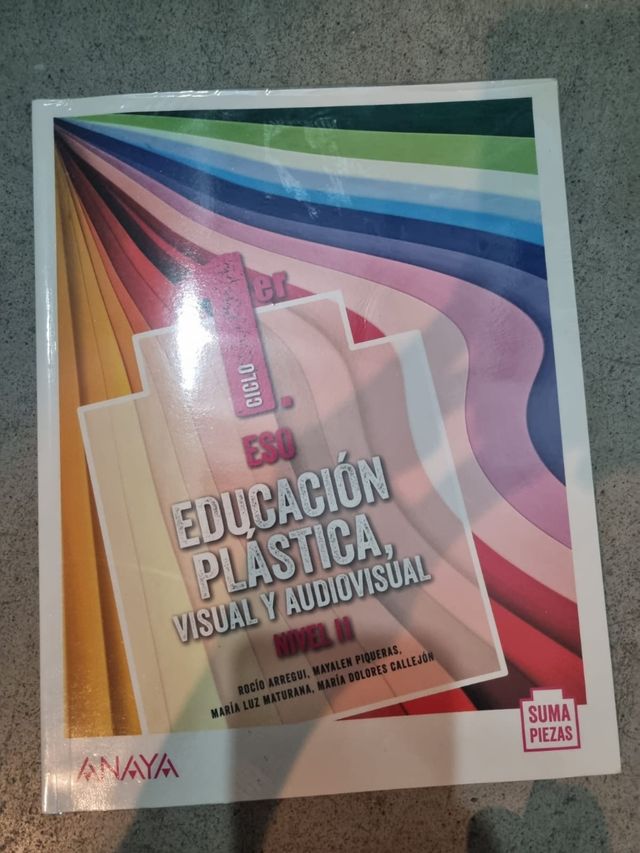 1er
CICLO
ESO
EDUCACIÓN
PLÁSTICA,
VISUAL Y AUDIOVISUAL
NIVEL II
ROCÍO ARREGUI, MAYALEN PIQUERAS,
MARÍA LUZ MATURANA, MARÍA DOLORES CALLEJÓN
SUMA
PIEZAS
ANAYA